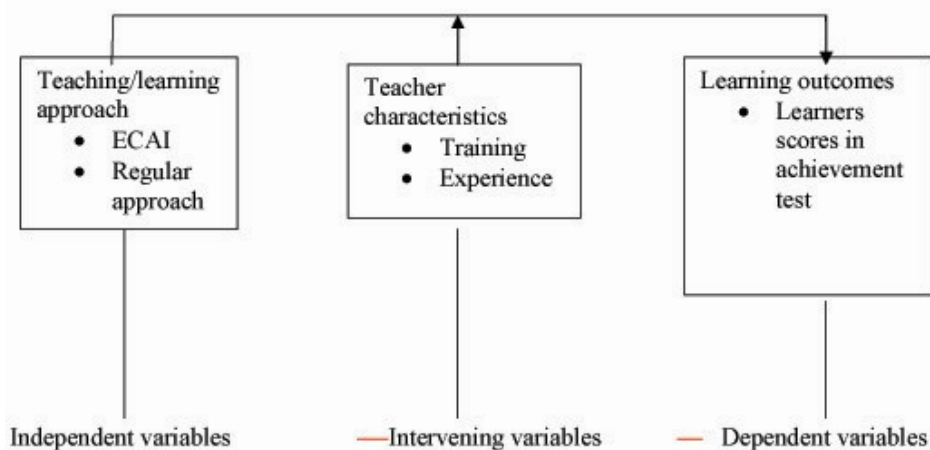 Teaching/learning
approach
● ECAI
● Regular
approach
Teacher
characteristics
● Training
● Experience
Learning outcomes
● Learners
scores in
achievement
test
Independent variables
Intervening variables
Dependent variables